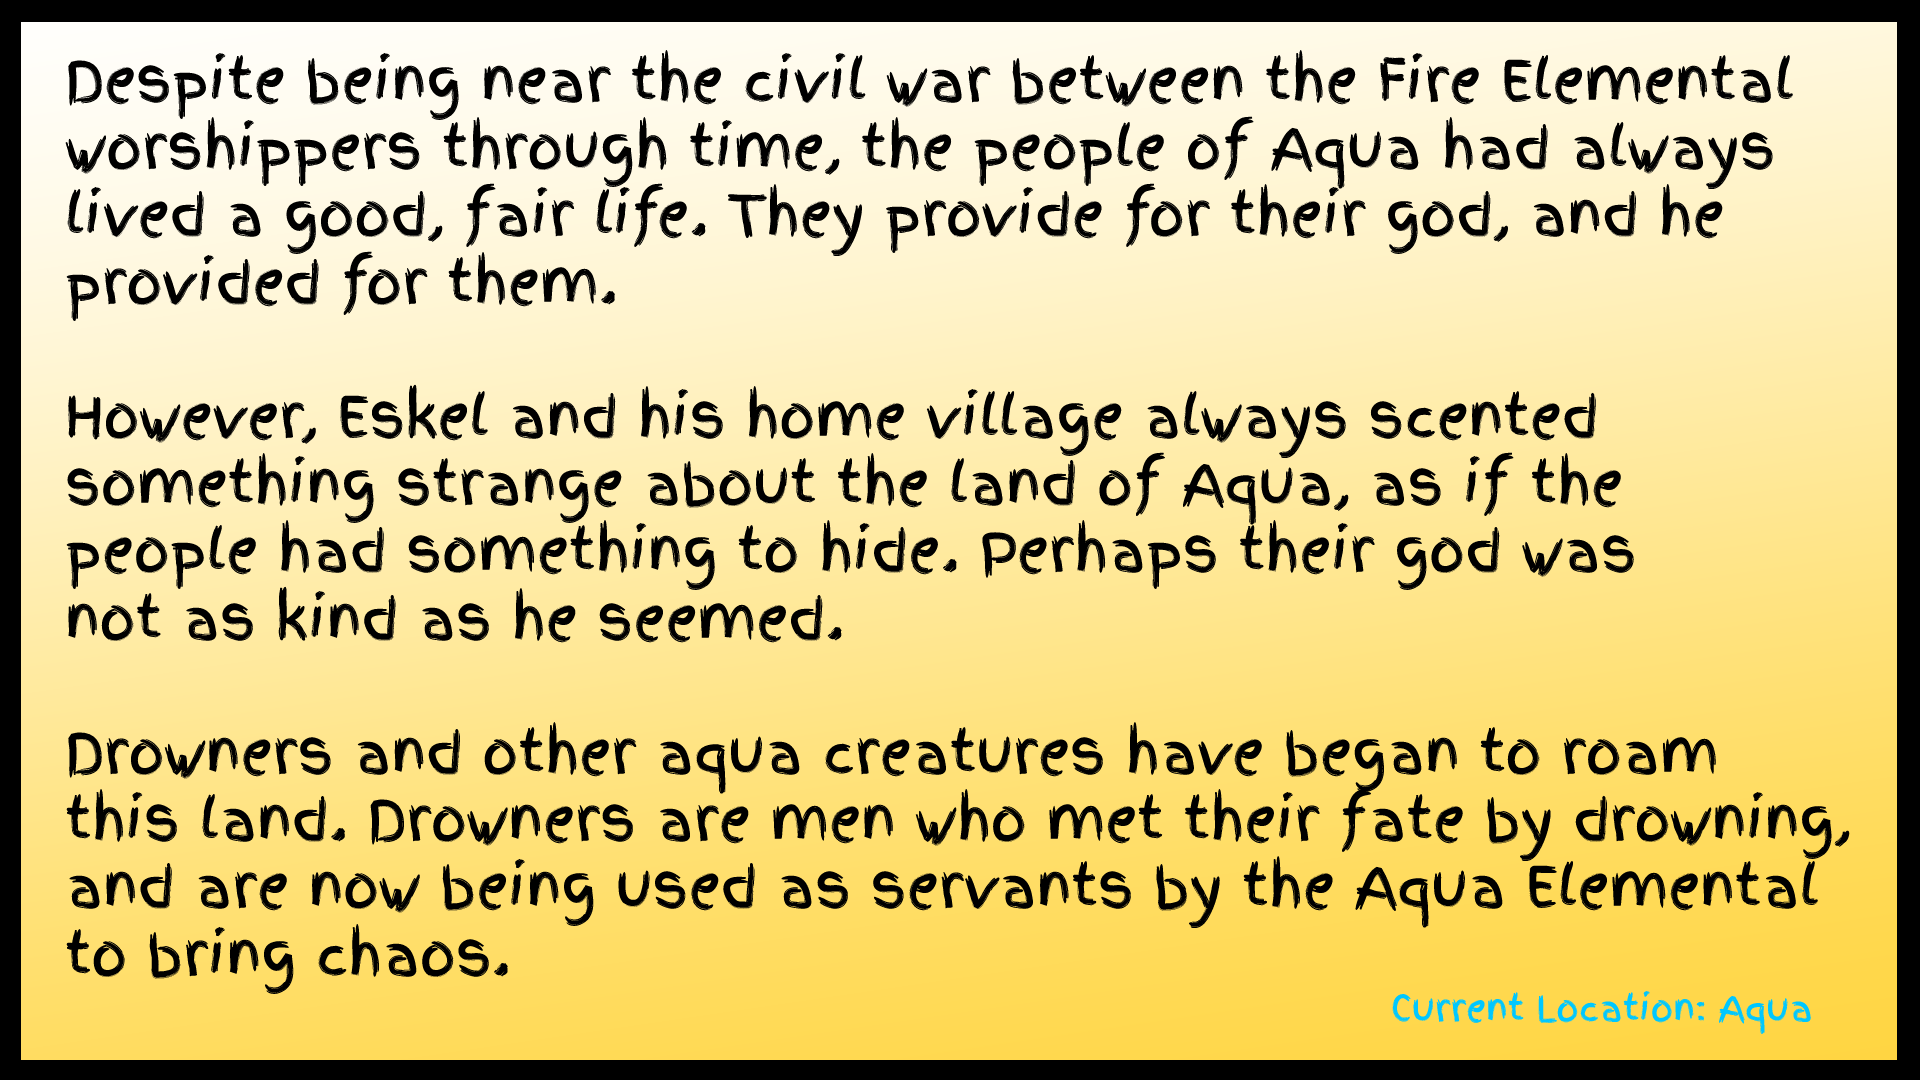 Despite being near the civil war between the Fire Elemental
worshippers through time, the people of Aqua had always
lived a good, fair life. They provide for their god, and he
provided for them.
However, Eskel and his home village always scented
something strange about the land of Aqua, as if the
people had something to hide. Perhaps their god was
not as kind as he seemed.
Drowners and other aqua creatures have began to roam
this land. Drowners are men who met their fate by drowning,
and are now being used as servants by the Aqua Elemental
to bring chaos.
Current Location: Aqua